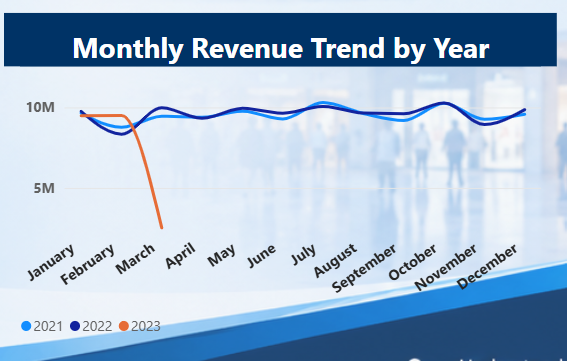 Monthly Revenue Trend by Year
10M
5M
January
February
March
April
May
June
July
August
September
October
November
December
2021
2022
2023